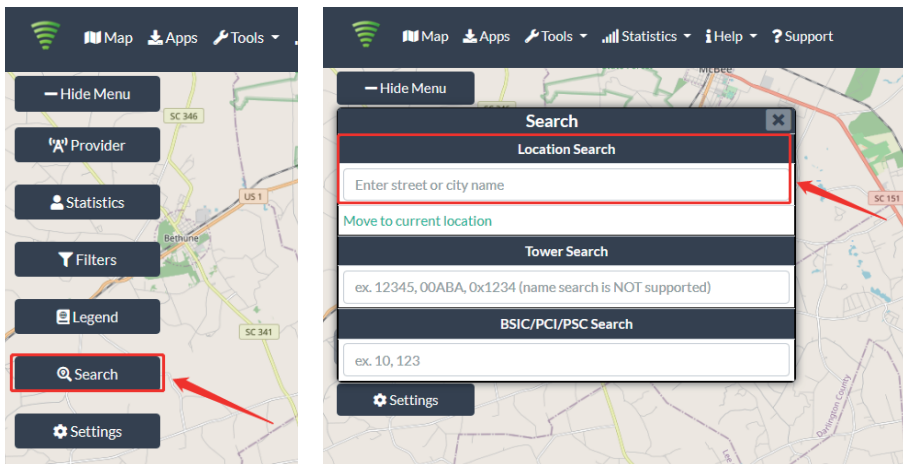 Map Apps Tools
Hide Menu
SC 346
Provider
Statistics
US 1
Bethune
Filters
Legend
SC 341
Search
Settings
Map Apps Tools Statistics Help Support
McBee
Hide Menu
Search
Location Search
Enter street or city name
SC 151
Move to current location
Tower Search
ex. 12345, 00ABA, 0x1234 (name search is NOT supported)
BSIC/PCI/PSC Search
ex. 10, 123
Settings
Darlington County
Lee